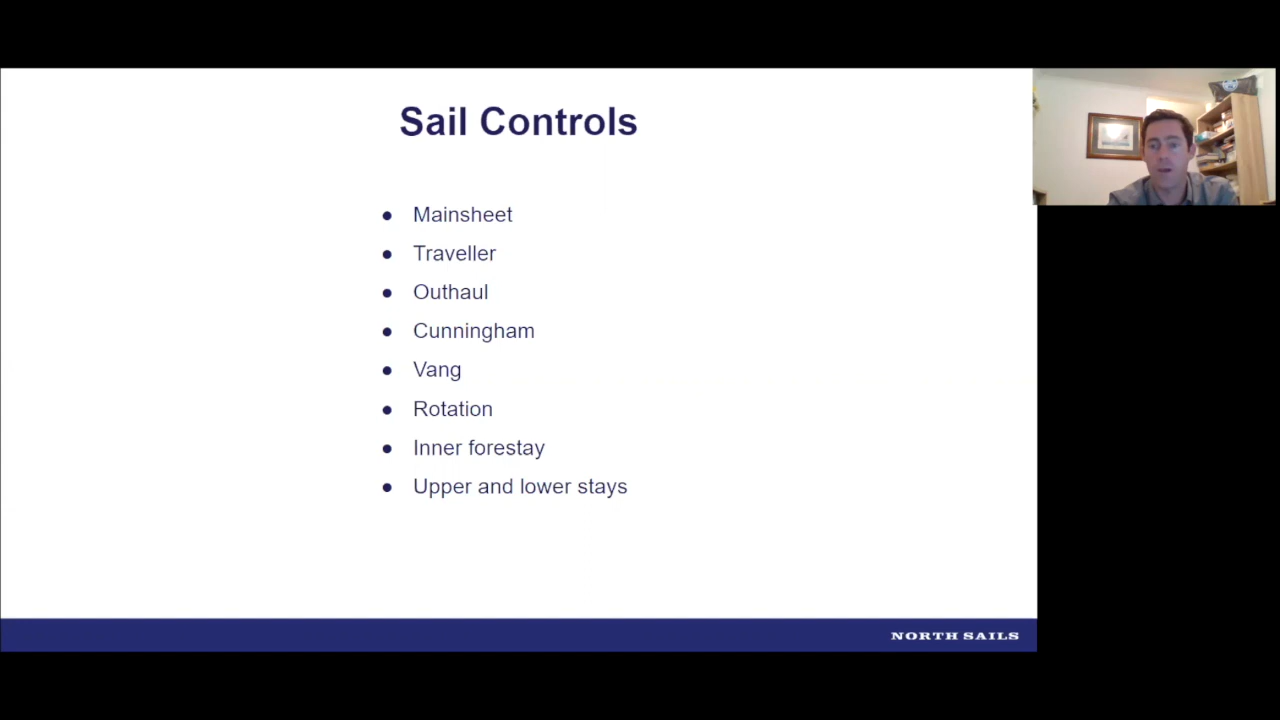 Sail Controls
● Mainsheet
● Traveller
● Outhaul
● Cunningham
● Vang
● Rotation
● Inner forestay
● Upper and lower stays
NORTH SAILS